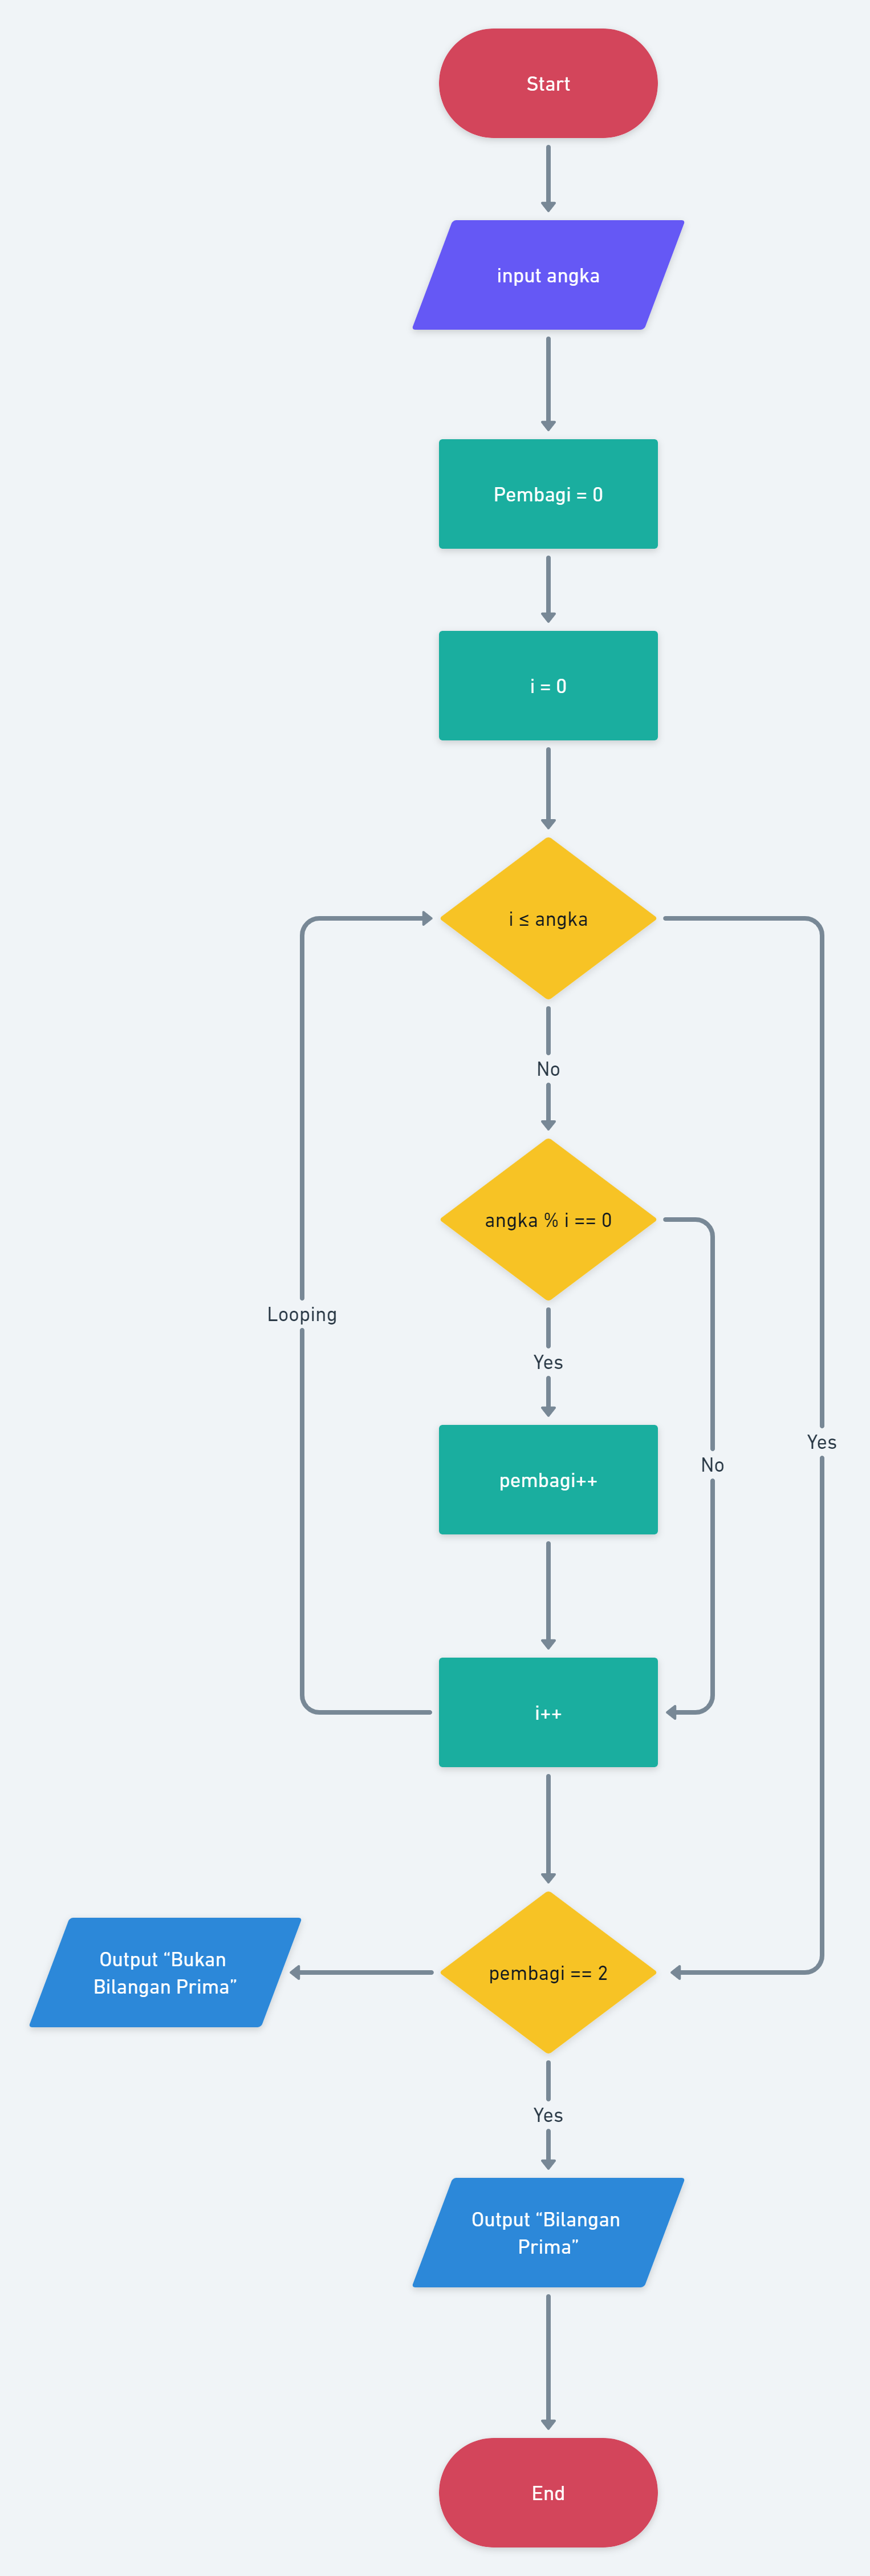 Start
input angka
Pembagi = 0
i = 0
i ≤ angka
No
angka % i == 0
Looping
Yes
Yes
No
pembagi++
i++
Output “Bukan
Bilangan Prima”
pembagi == 2
Yes
Output “Bilangan
Prima”
End